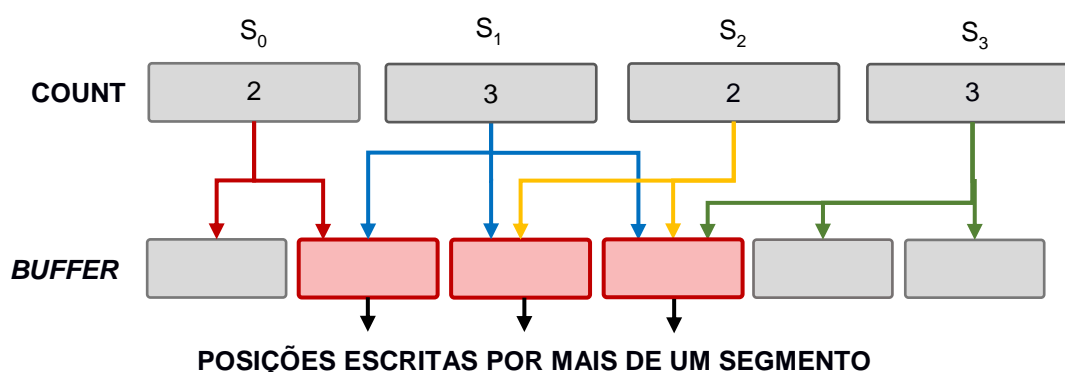 S₀ S₁ S₂ S₃
COUNT 2 3 2 3
BUFFER
POSIÇÕES ESCRITAS POR MAIS DE UM SEGMENTO